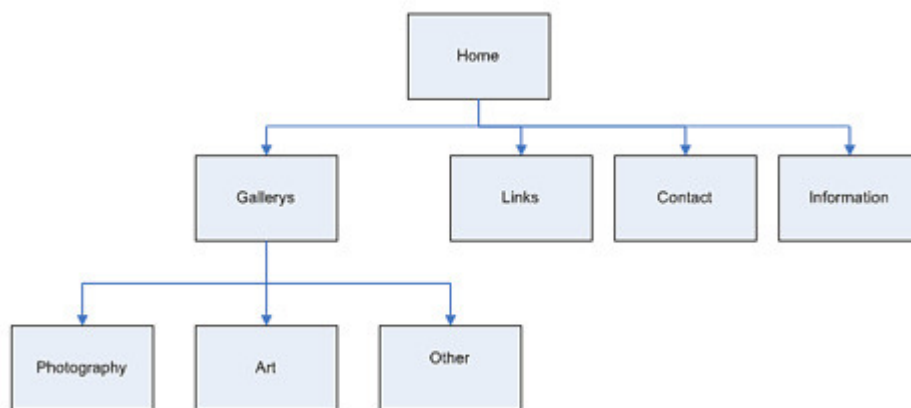 Home
Gallerys
Links
Contact
Information
Photography
Art
Other